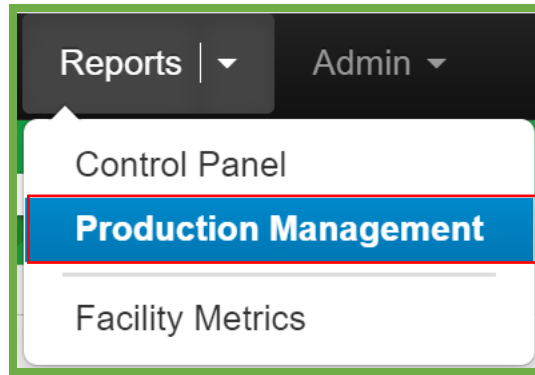 Reports Admin
Control Panel
Production Management
Facility Metrics